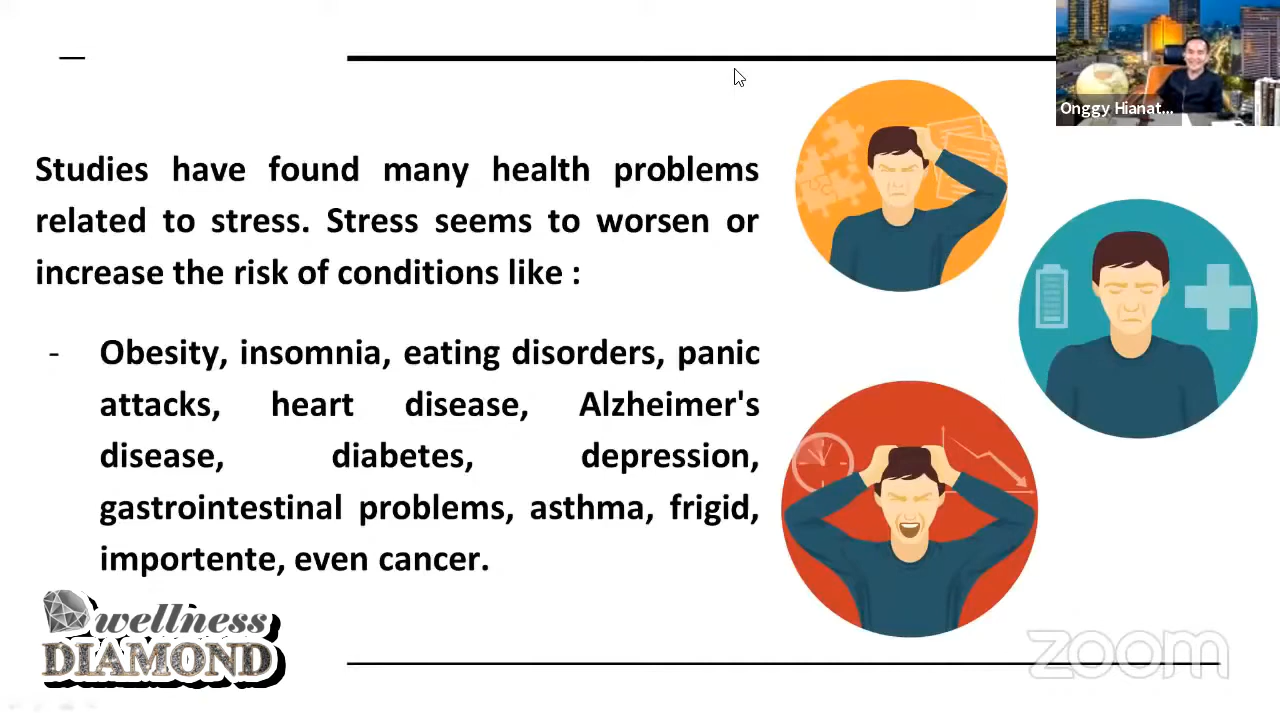 Onggy Hianat...
Studies have found many health problems
related to stress. Stress seems to worsen or
increase the risk of conditions like :
- Obesity, insomnia, eating disorders, panic
attacks, heart disease, Alzheimer's
disease, diabetes, depression,
gastrointestinal problems, asthma, frigid,
importente, even cancer.
wellness
DIAMOND
zoom